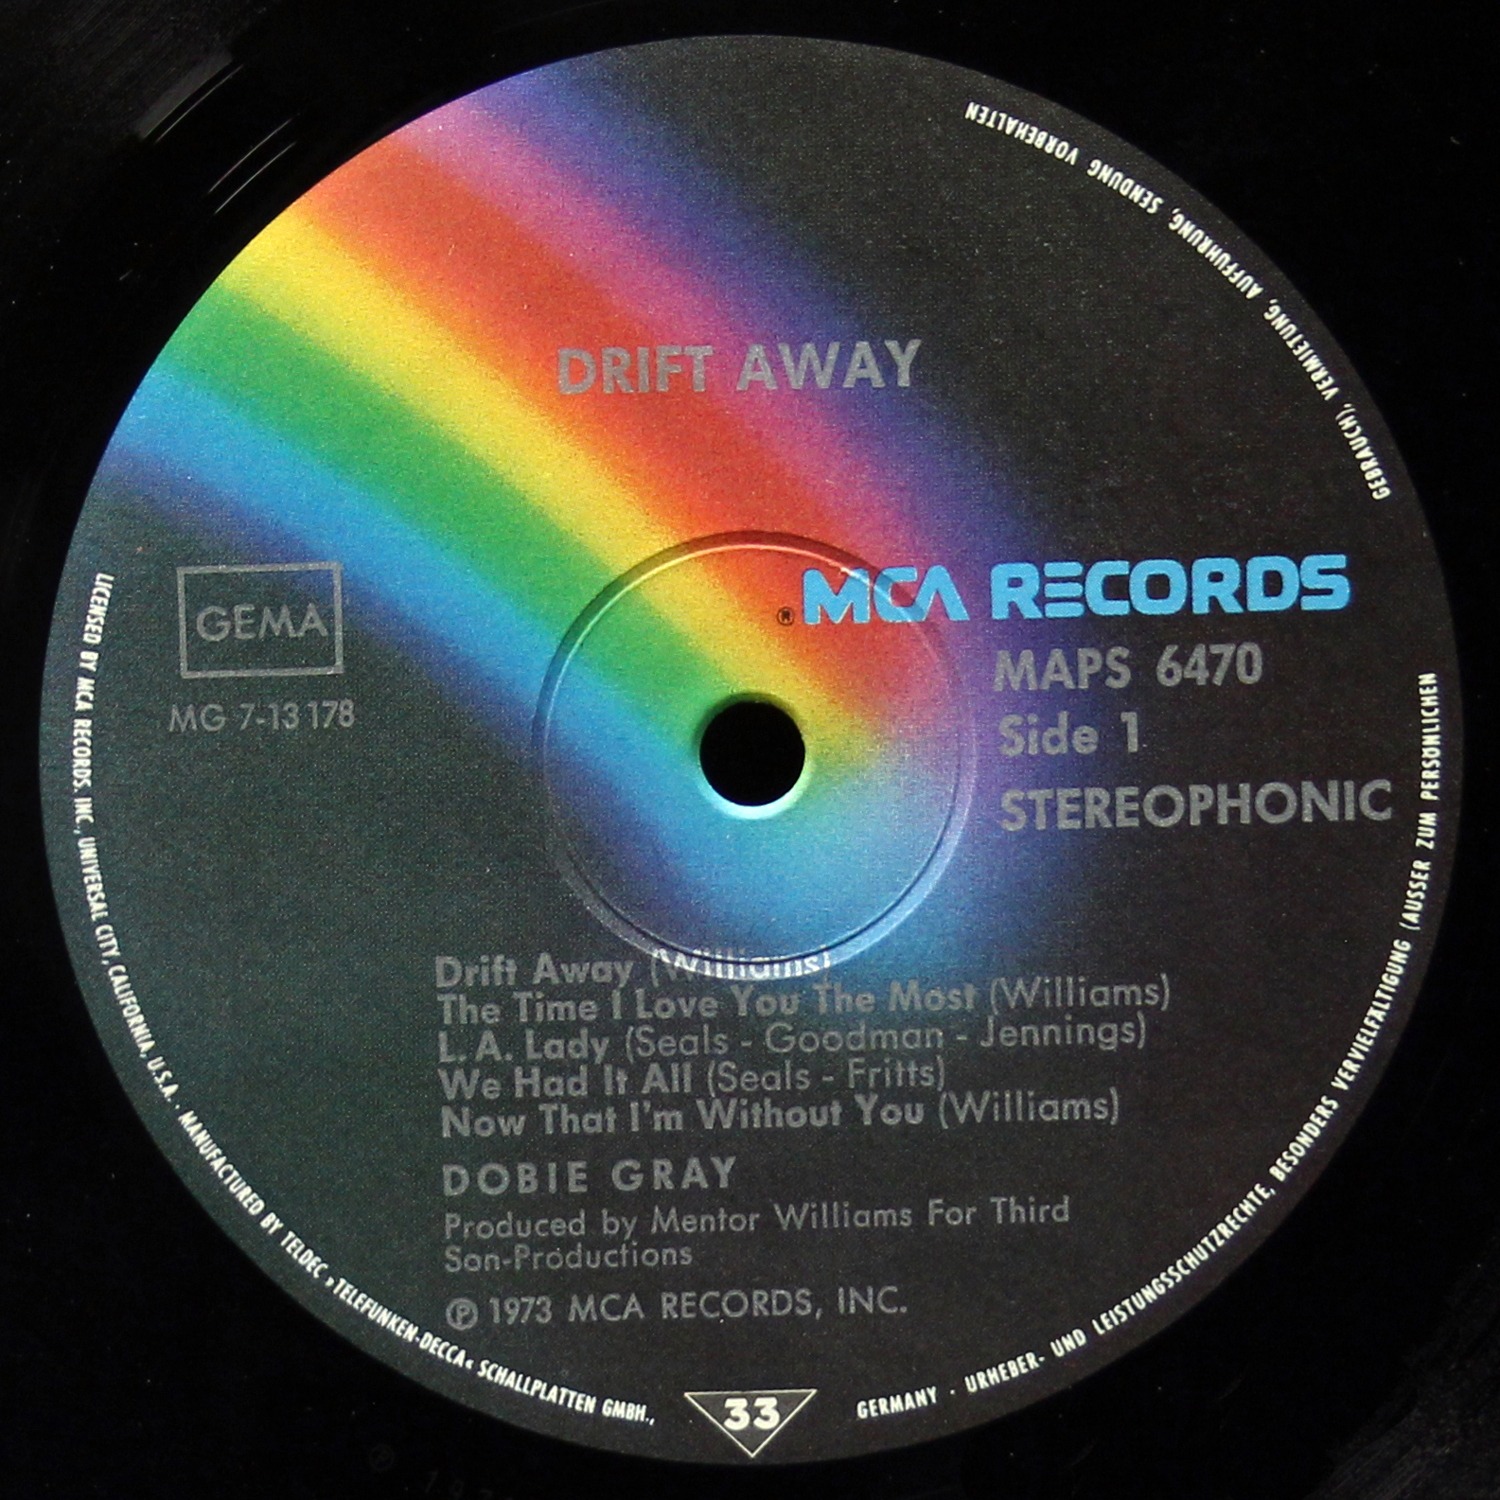 DRIFT AWAY
® MCA RECORDS
GEMA
MAPS 6470
MG 7-13 178
Side 1
STEREOPHONIC
Drift Away (Williams)
The Time I Love You The Most (Williams)
L. A. Lady (Seals - Goodman - Jennings)
We Had It All (Seals - Fritts)
Now That I'm Without You (Williams)
DOBIE GRAY
Produced by Mentor Williams For Third
San-Productions
℗ 1973 MCA RECORDS, INC.
33
LICENSED BY MCA RECORDS, INC., UNIVERSAL CITY, CALIFORNIA, U.S.A. · MANUFACTURED BY TELDEC »TELEFUNKEN-DECCA« SCHALLPLATTEN GMBH.,
GERMANY · URHEBER- UND LEISTUNGSSCHUTZRECHTE, BESONDERS VERVIELFÄLTIGUNG (AUSSER ZUM PERSÖNLICHEN
GEBRAUCH), VERMIETUNG, AUFFÜHRUNG, SENDUNG VORBEHALTEN